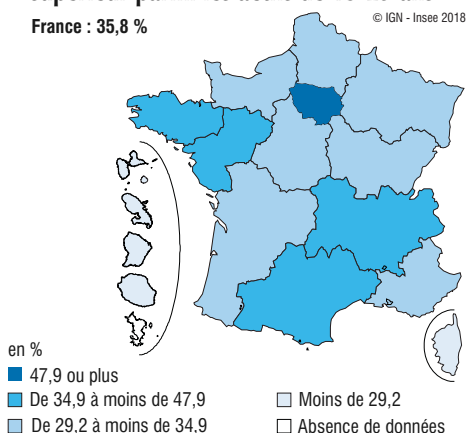 France : 35,8 %
© IGN - Insee 2018
en %
47,9 ou plus
De 34,9 à moins de 47,9
De 29,2 à moins de 34,9
Moins de 29,2
Absence de données